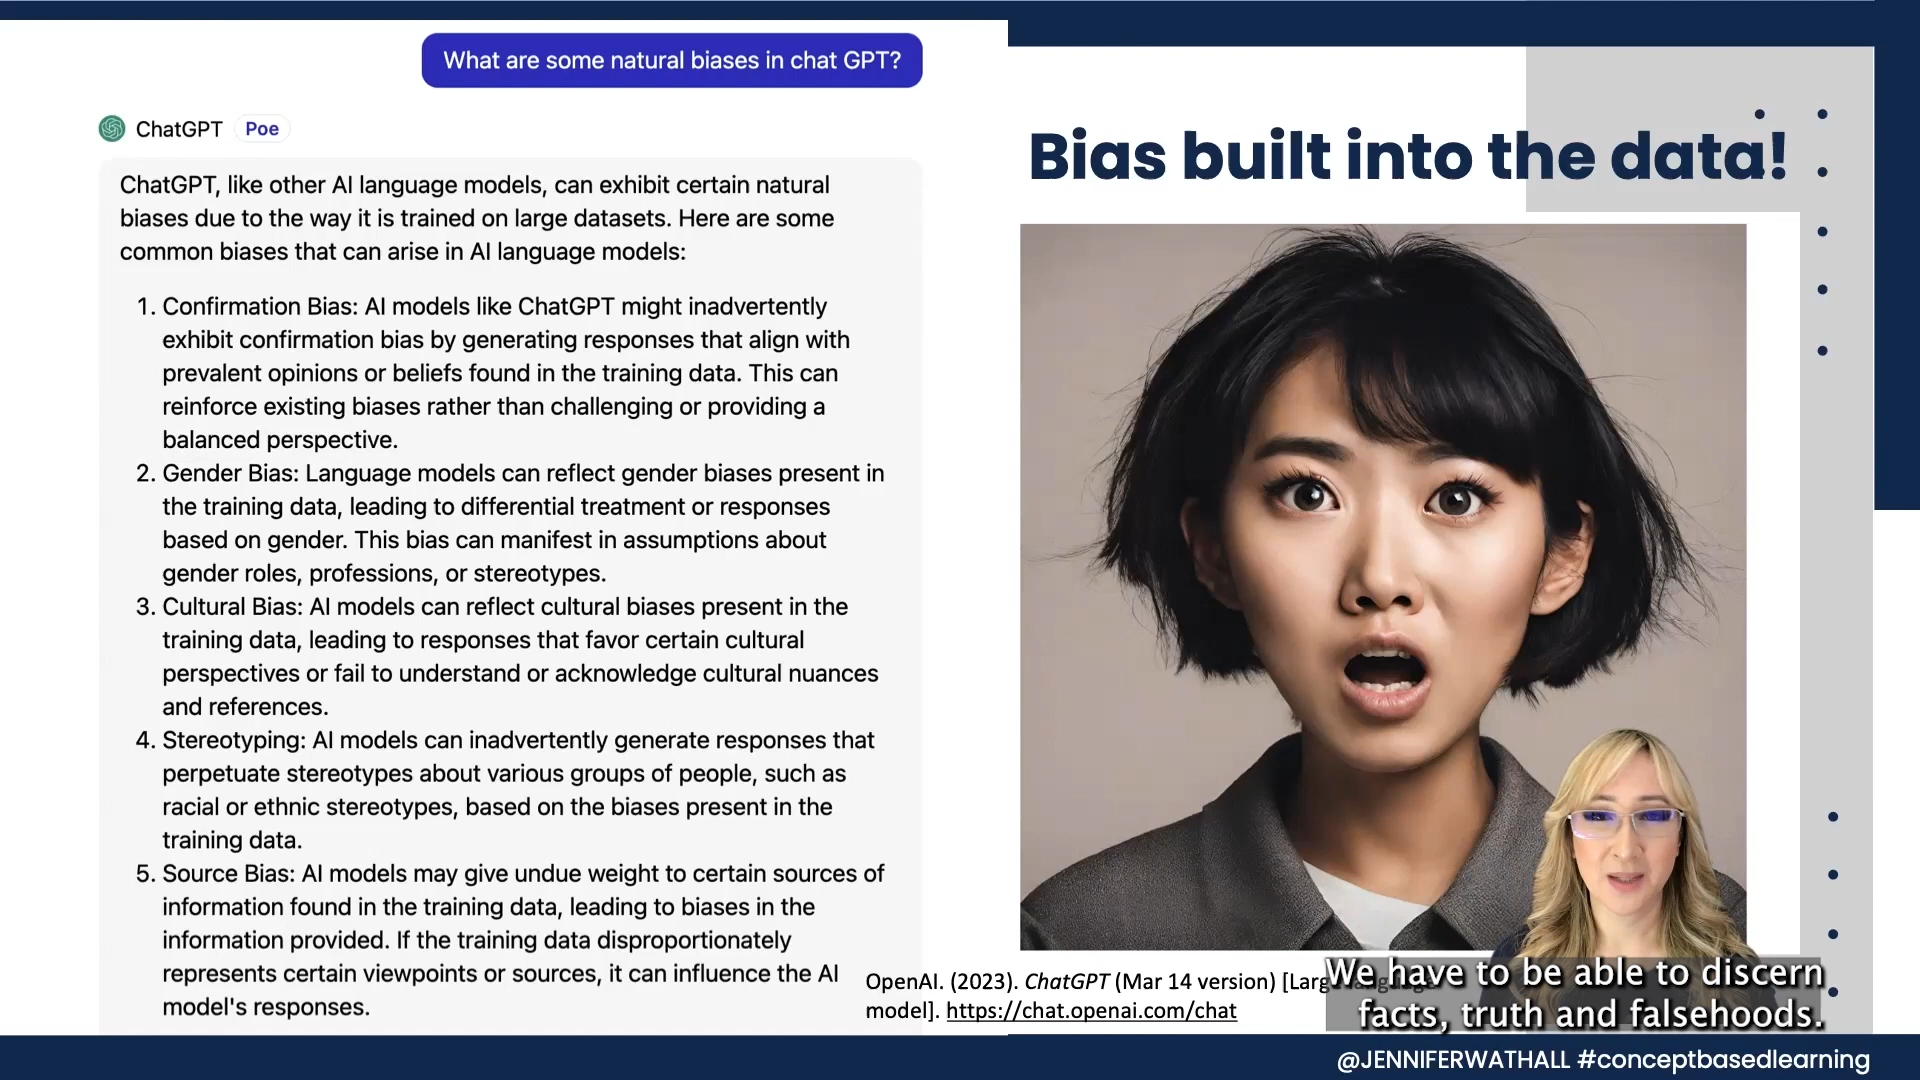 What are some natural biases in chat GPT?
ChatGPT Poe
ChatGPT, like other AI language models, can exhibit certain natural
biases due to the way it is trained on large datasets. Here are some
common biases that can arise in AI language models:
1. Confirmation Bias: AI models like ChatGPT might inadvertently
exhibit confirmation bias by generating responses that align with
prevalent opinions or beliefs found in the training data. This can
reinforce existing biases rather than challenging or providing a
balanced perspective.
2. Gender Bias: Language models can reflect gender biases present in
the training data, leading to differential treatment or responses
based on gender. This bias can manifest in assumptions about
gender roles, professions, or stereotypes.
3. Cultural Bias: AI models can reflect cultural biases present in the
training data, leading to responses that favor certain cultural
perspectives or fail to understand or acknowledge cultural nuances
and references.
4. Stereotyping: AI models can inadvertently generate responses that
perpetuate stereotypes about various groups of people, such as
racial or ethnic stereotypes, based on the biases present in the
training data.
5. Source Bias: AI models may give undue weight to certain sources of
information found in the training data, leading to biases in the
information provided. If the training data disproportionately
represents certain viewpoints or sources, it can influence the AI
model's responses.
Bias built into the data!
OpenAI. (2023). ChatGPT (Mar 14 version)
model]. https://chat.openai.com/chat
We have to be able to discern
facts, truth and falsehoods.
@JENNIFERWATHALL #conceptbasedlearning